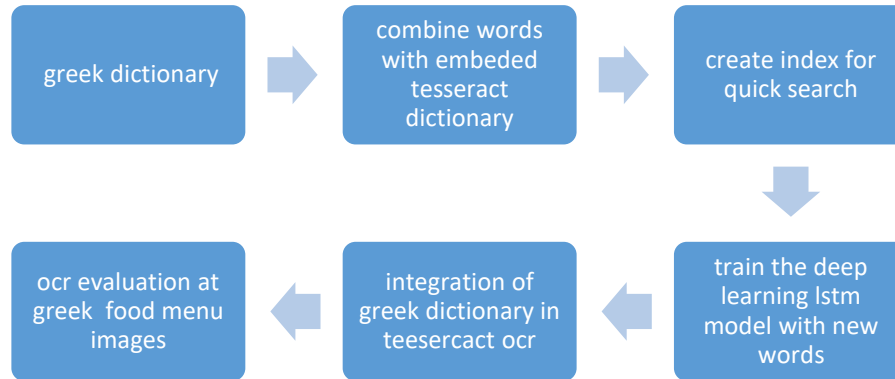 greek dictionary
combine words
with embeded
tesseract
dictionary
create index for
quick search
train the deep
learning lstm
model with new
words
integration of
greek dictionary in
teesercact ocr
ocr evaluation at
greek food menu
images